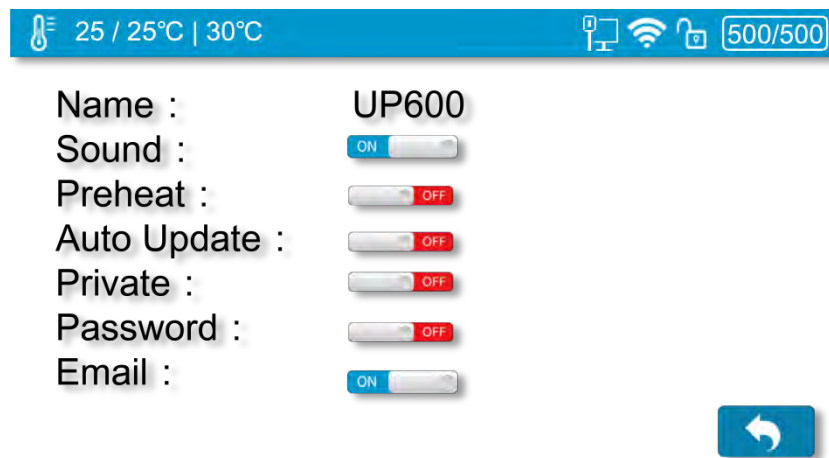 25 / 25℃ | 30℃ 500/500
Name : UP600
Sound : ON
Preheat : OFF
Auto Update : OFF
Private : OFF
Password : OFF
Email : ON